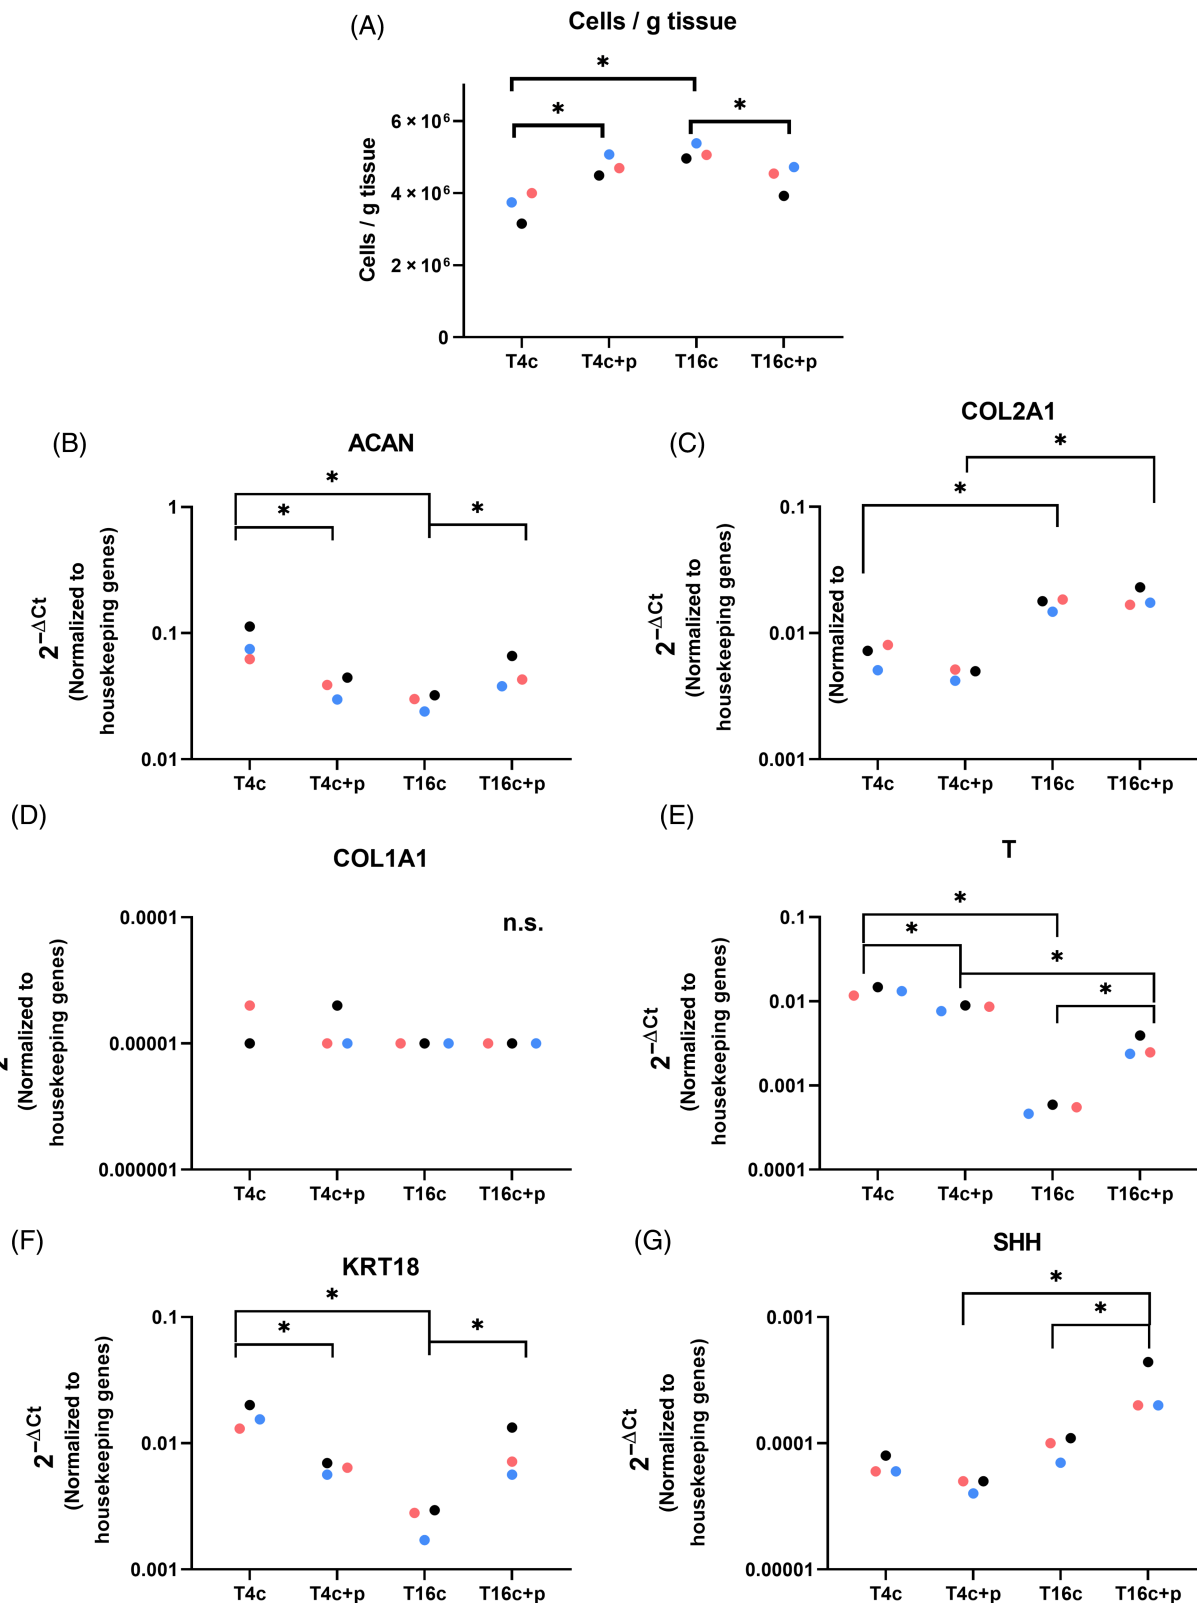 (A)
Cells / g tissue
*
*
*
Cells / g tissue
6 × 10⁶
4 × 10⁶
2 × 10⁶
0
T4c
T4c+p
T16c
T16c+p
(B)
ACAN
*
*
*
2⁻ΔCt
(Normalized to
housekeeping genes)
1
0.1
0.01
T4c
T4c+p
T16c
T16c+p
(C)
COL2A1
*
*
2⁻ΔCt
(Normalized to
housekeeping genes)
(Normalized to
0.1
0.01
0.001
T4c
T4c+p
T16c
T16c+p
(D)
COL1A1
n.s.
(Normalized to
housekeeping genes)
0.0001
0.00001
0.000001
T4c
T4c+p
T16c
T16c+p
(E)
T
*
*
*
*
2⁻ΔCt
(Normalized to
housekeeping genes)
0.1
0.01
0.001
0.0001
T4c
T4c+p
T16c
T16c+p
(F)
KRT18
*
*
*
2⁻ΔCt
(Normalized to
housekeeping genes)
0.1
0.01
0.001
T4c
T4c+p
T16c
T16c+p
(G)
SHH
*
*
2⁻ΔCt
(Normalized to
housekeeping genes)
0.001
0.0001
0.00001
T4c
T4c+p
T16c
T16c+p